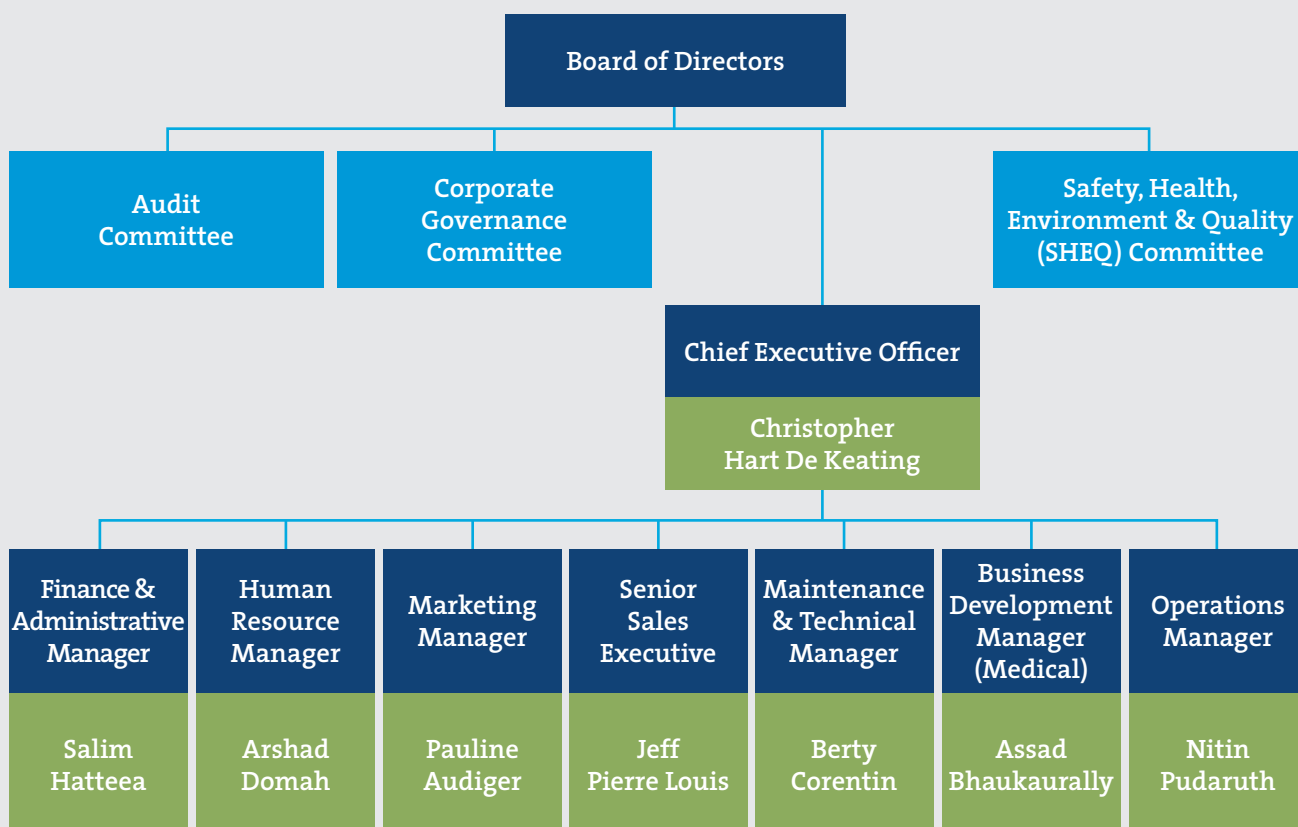 Board of Directors
Audit
Committee
Corporate
Governance
Committee
Safety, Health,
Environment & Quality
(SHEQ) Committee
Chief Executive Officer
Christopher
Hart De Keating
Finance &
Administrative
Manager
Salim
Hatteea
Human
Resource
Manager
Arshad
Domah
Marketing
Manager
Pauline
Audiger
Senior
Sales
Executive
Jeff
Pierre Louis
Maintenance
& Technical
Manager
Berty
Corentin
Business
Development
Manager
(Medical)
Assad
Bhaukaurally
Operations
Manager
Nitin
Pudaruth